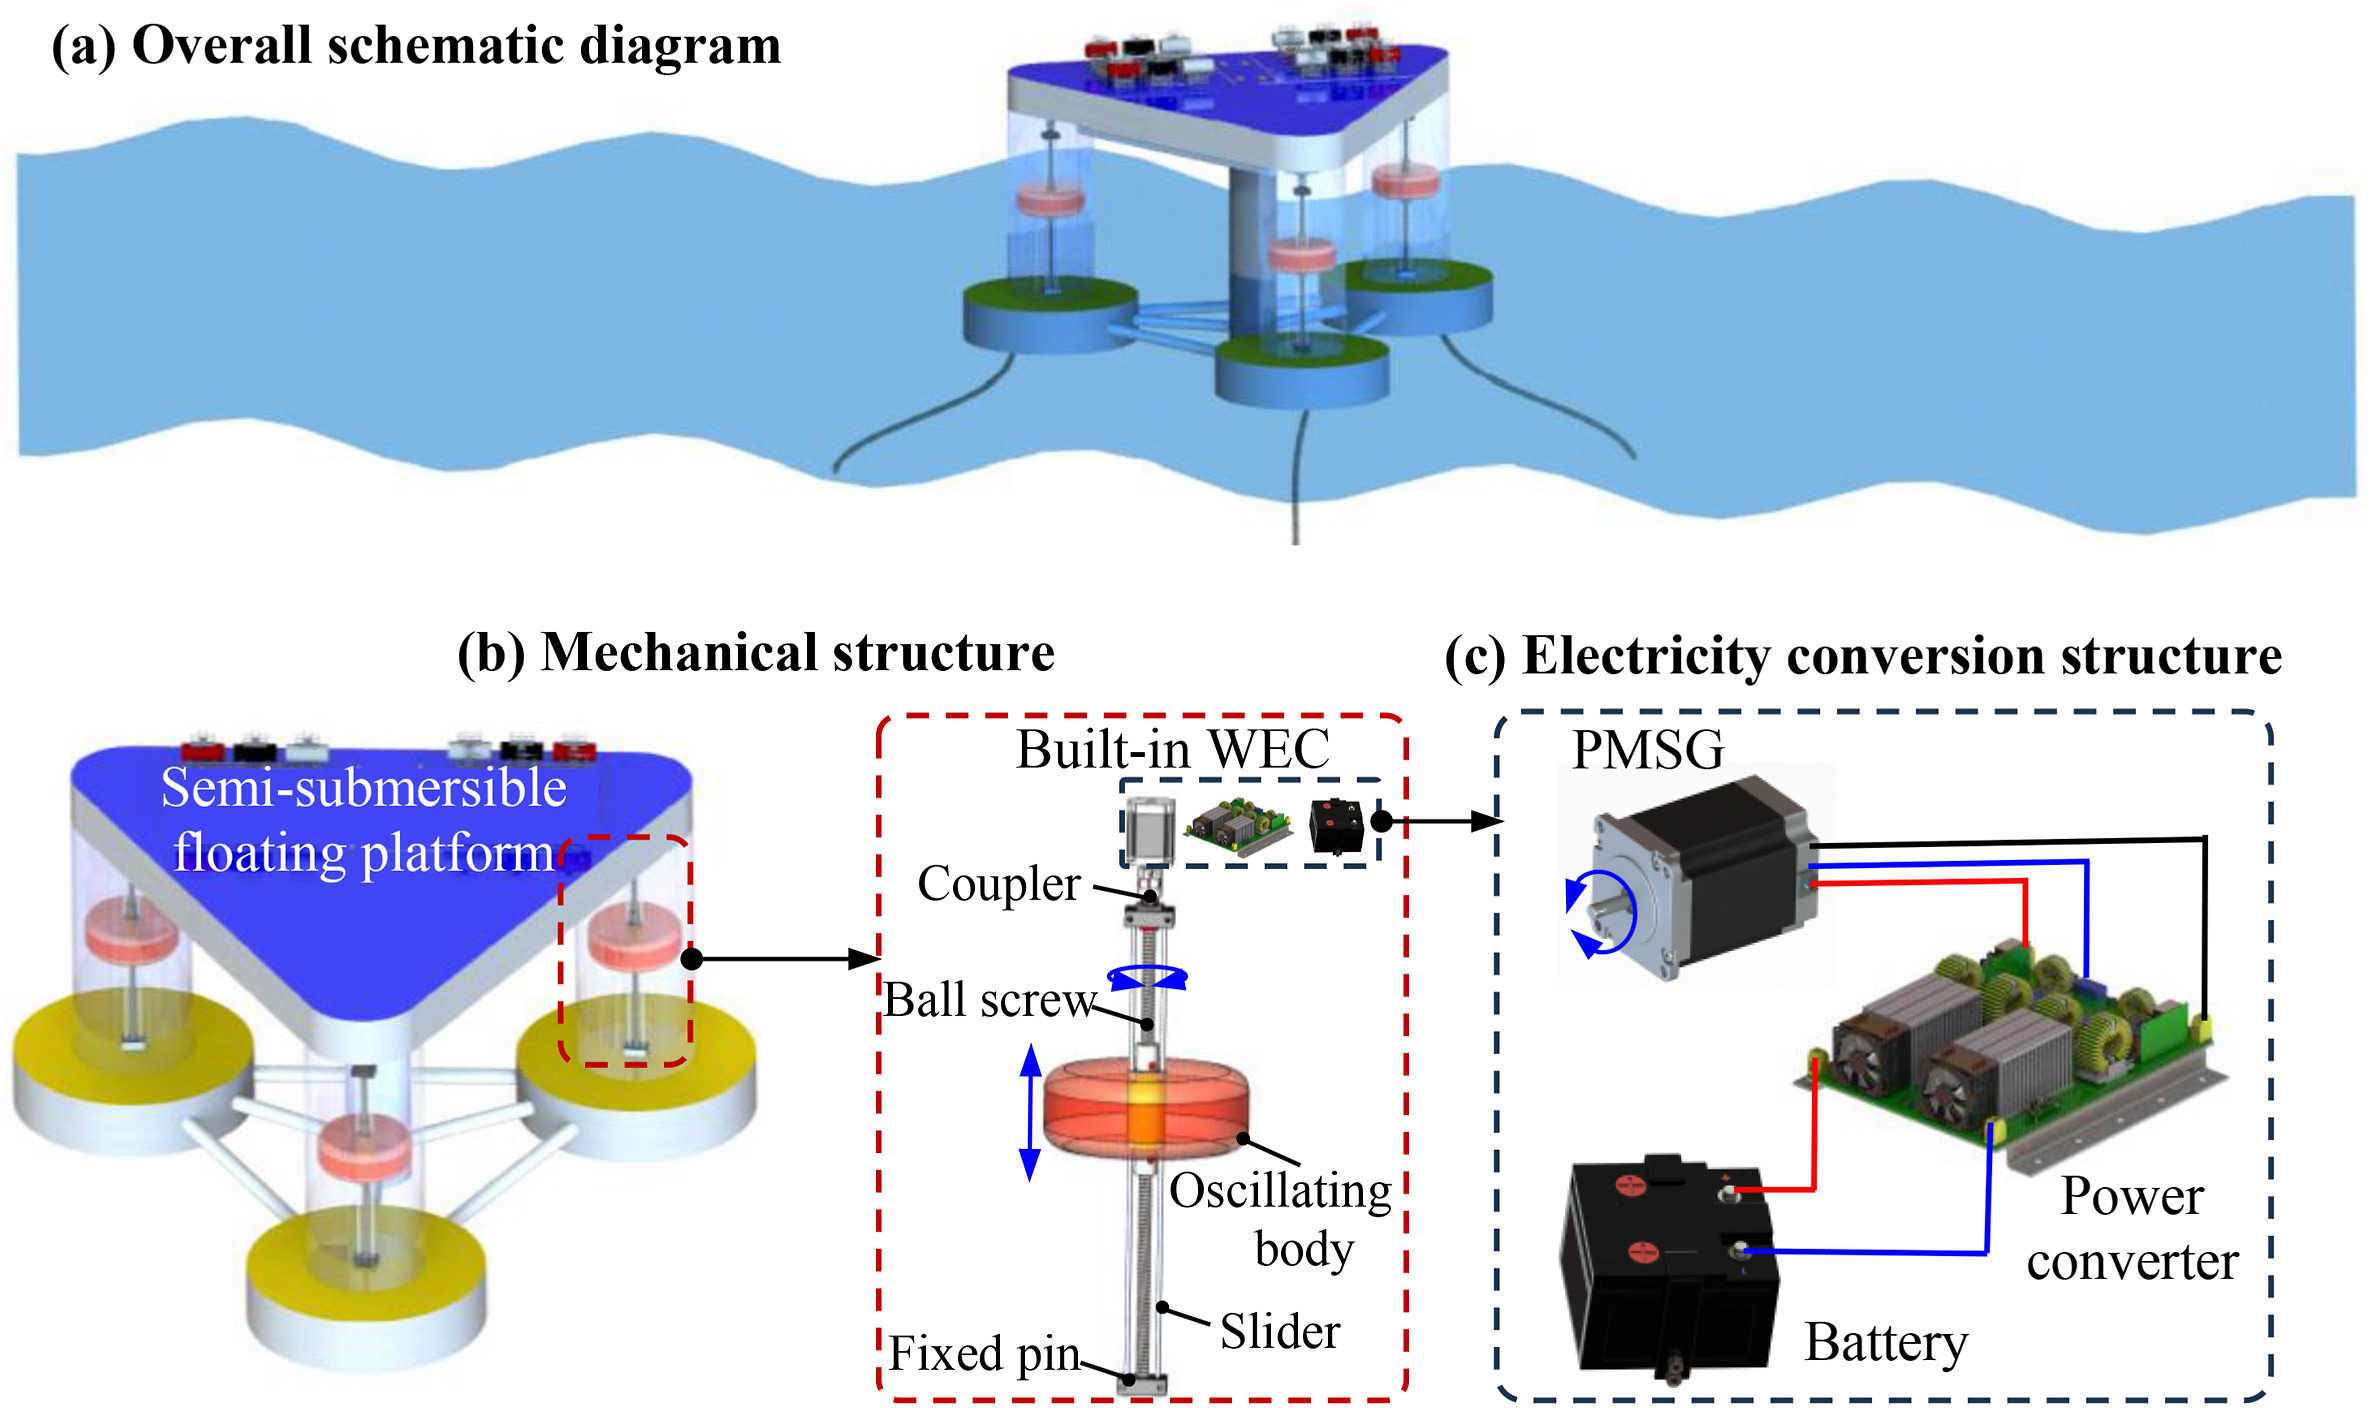 (a) Overall schematic diagram
(b) Mechanical structure
(c) Electricity conversion structure
Semi-submersible
floating platform
Built-in WEC
Coupler
Ball screw
Oscillating
body
Slider
Fixed pin
PMSG
Power
converter
Battery